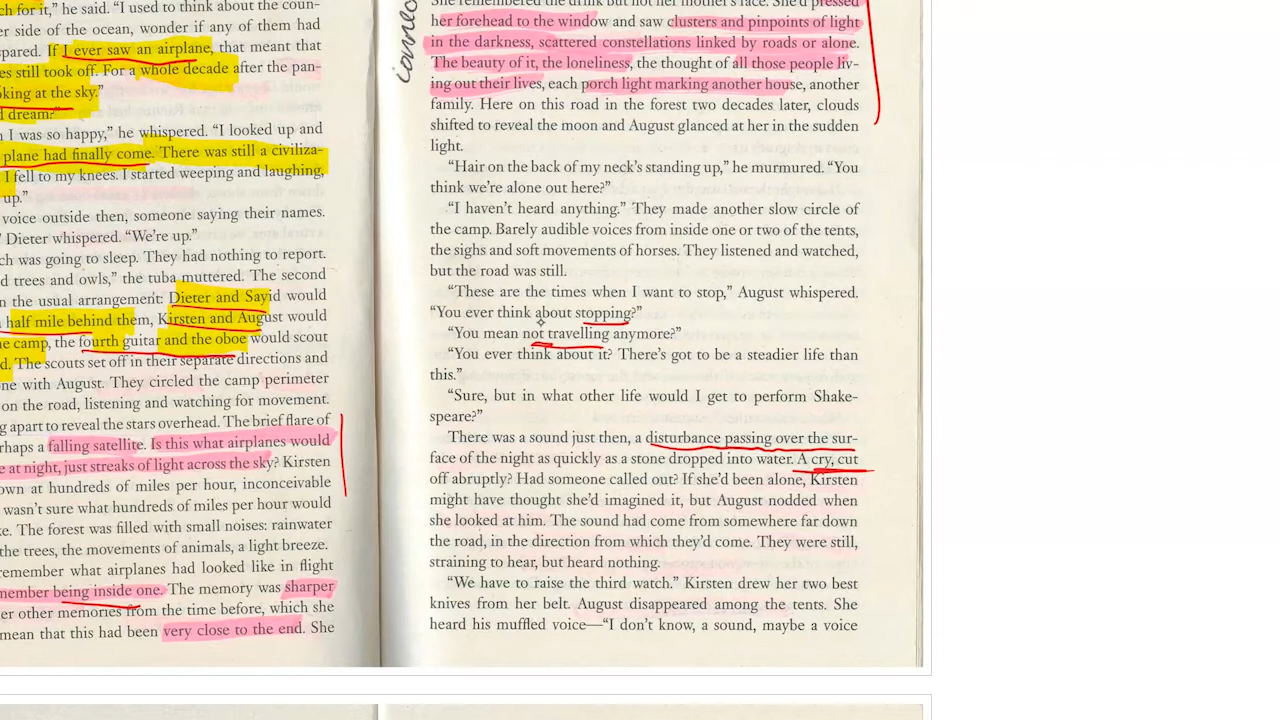 ch for it," he said. "I used to think about the coun-
er side of the ocean, wonder if any of them had
spared. If I ever saw an airplane, that meant that
es still took off. For a whole decade after the pan-
oking at the sky."
d dream?"
I was so happy," he whispered. "I looked up and
plane had finally come. There was still a civiliza-
I fell to my knees. I started weeping and laughing,
up."
voice outside then, someone saying their names.
Dieter whispered. "We're up."
ch was going to sleep. They had nothing to report.
d trees and owls," the tuba muttered. The second
n the usual arrangement: Dieter and Sayid would
half mile behind them, Kirsten and August would
e camp, the fourth guitar and the oboe would scout
d. The scouts set off in their separate directions and
one with August. They circled the camp perimeter
on the road, listening and watching for movement.
g apart to reveal the stars overhead. The brief flare of
rhaps a falling satellite. Is this what airplanes would
e at night, just streaks of light across the sky? Kirsten
own at hundreds of miles per hour, inconceivable
wasn't sure what hundreds of miles per hour would
ke. The forest was filled with small noises: rainwater
the trees, the movements of animals, a light breeze.
remember what airplanes had looked like in flight
member being inside one. The memory was sharper
er other memories from the time before, which she
mean that this had been very close to the end. She
She remembered the drink but not her mother's face. She'd pressed
her forehead to the window and saw clusters and pinpoints of light
in the darkness, scattered constellations linked by roads or alone.
The beauty of it, the loneliness, the thought of all those people liv-
ing out their lives, each porch light marking another house, another
family. Here on this road in the forest two decades later, clouds
shifted to reveal the moon and August glanced at her in the sudden
light.
"Hair on the back of my neck's standing up," he murmured. "You
think we're alone out here?"
"I haven't heard anything." They made another slow circle of
the camp. Barely audible voices from inside one or two of the tents,
the sighs and soft movements of horses. They listened and watched,
but the road was still.
"These are the times when I want to stop," August whispered.
"You ever think about stopping?"
"You mean not travelling anymore?"
"You ever think about it? There's got to be a steadier life than
this."
"Sure, but in what other life would I get to perform Shake-
speare?"
There was a sound just then, a disturbance passing over the sur-
face of the night as quickly as a stone dropped into water. A cry, cut
off abruptly? Had someone called out? If she'd been alone, Kirsten
might have thought she'd imagined it, but August nodded when
she looked at him. The sound had come from somewhere far down
the road, in the direction from which they'd come. They were still,
straining to hear, but heard nothing.
"We have to raise the third watch." Kirsten drew her two best
knives from her belt. August disappeared among the tents. She
heard his muffled voice—"I don't know, a sound, maybe a voice